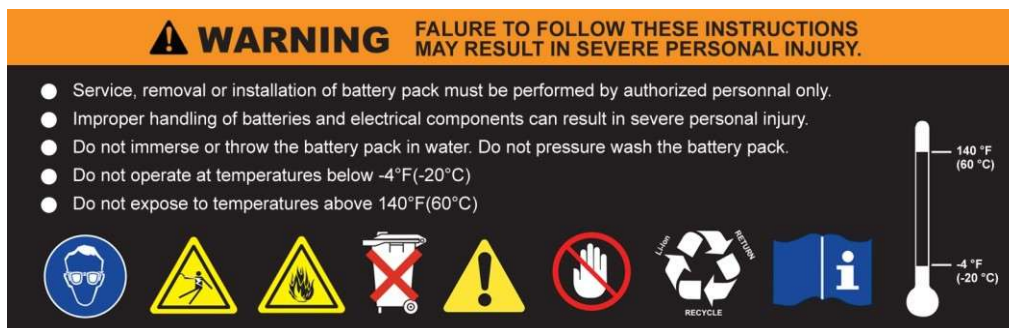 WARNING
FALURE TO FOLLOW THESE INSTRUCTIONS
MAY RESULT IN SEVERE PERSONAL INJURY.
Service, removal or installation of battery pack must be performed by authorized personnal only.
Improper handling of batteries and electrical components can result in severe personal injury.
Do not immerse or throw the battery pack in water. Do not pressure wash the battery pack.
Do not operate at temperatures below -4°F(-20°C)
Do not expose to temperatures above 140°F(60°C)
Li-Ion
RETURN
RECYCLE
i
140 °F
(60 °C)
-4 °F
(-20 °C)